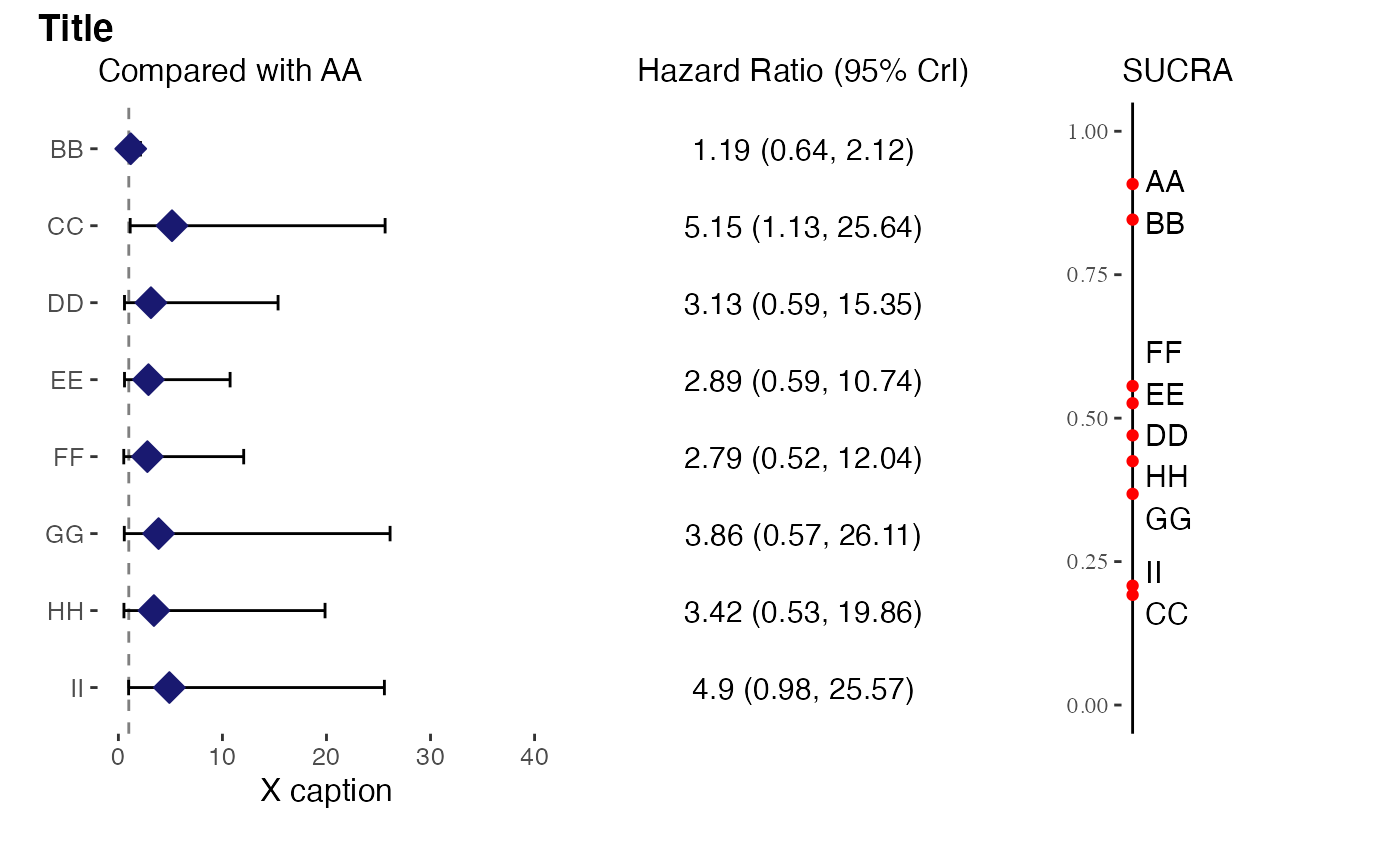 Title
Compared with AA
Hazard Ratio (95% CrI)
SUCRA
BB
CC
DD
EE
FF
GG
HH
II
0 10 20 30 40
X caption
1.19 (0.64, 2.12)
5.15 (1.13, 25.64)
3.13 (0.59, 15.35)
2.89 (0.59, 10.74)
2.79 (0.52, 12.04)
3.86 (0.57, 26.11)
3.42 (0.53, 19.86)
4.9 (0.98, 25.57)
1.00
0.75
0.50
0.25
0.00
AA
BB
FF
EE
DD
HH
GG
II
CC